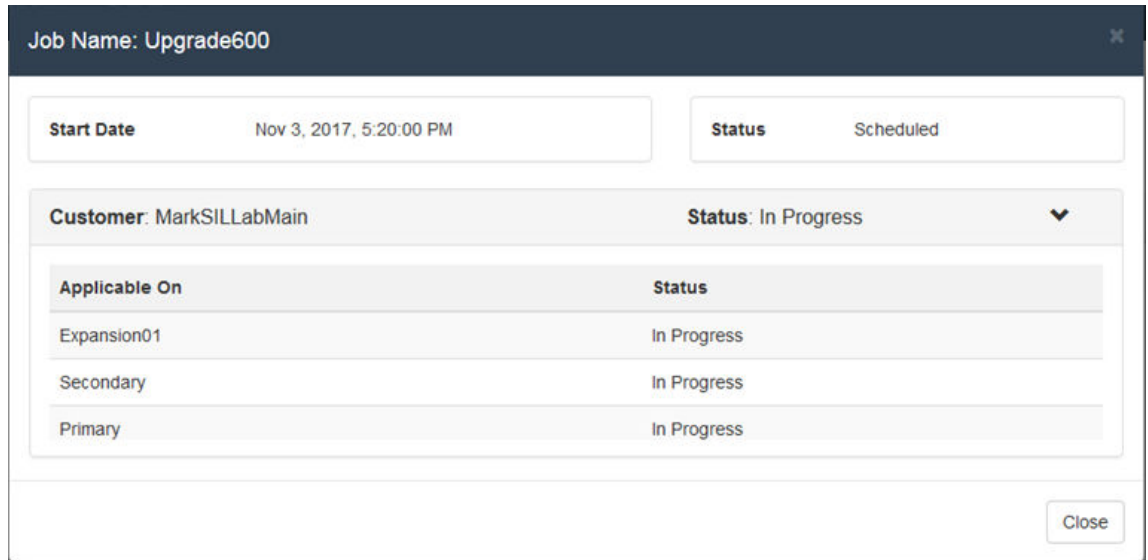 Job Name: Upgrade600
Start Date Nov 3, 2017, 5:20:00 PM Status Scheduled
Customer: MarkSILLabMain Status: In Progress
Applicable On Status
Expansion01 In Progress
Secondary In Progress
Primary In Progress
Close